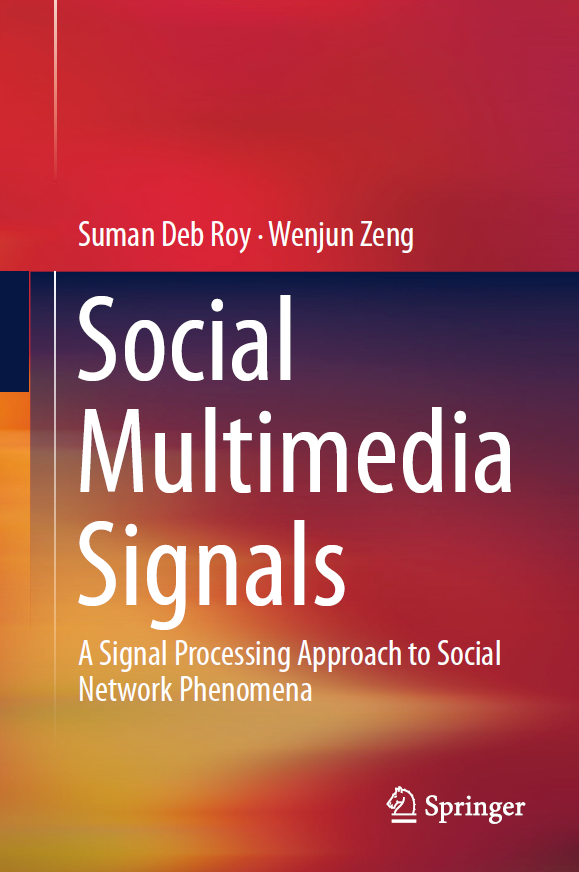 Suman Deb Roy · Wenjun Zeng
Social
Multimedia
Signals
A Signal Processing Approach to Social
Network Phenomena
Springer